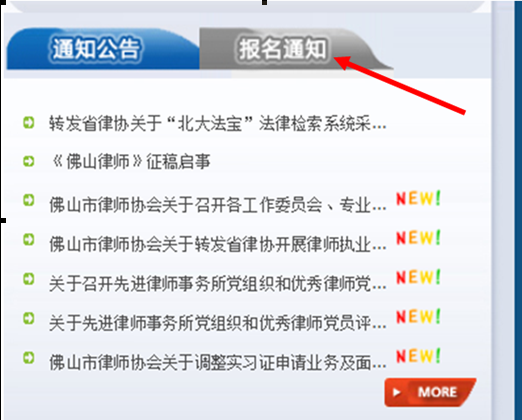 通知公告
报名通知
转发省律协关于“北大法宝”法律检索系统采...
《佛山律师》征稿启事
佛山市律师协会关于召开各工作委员会、专业... NEW!
佛山市律师协会关于转发省律协开展律师执业... NEW!
关于召开先进律师事务所党组织和优秀律师党... NEW!
关于先进律师事务所党组织和优秀律师党员评... NEW!
佛山市律师协会关于调整实习证申请业务及面... NEW!
MORE